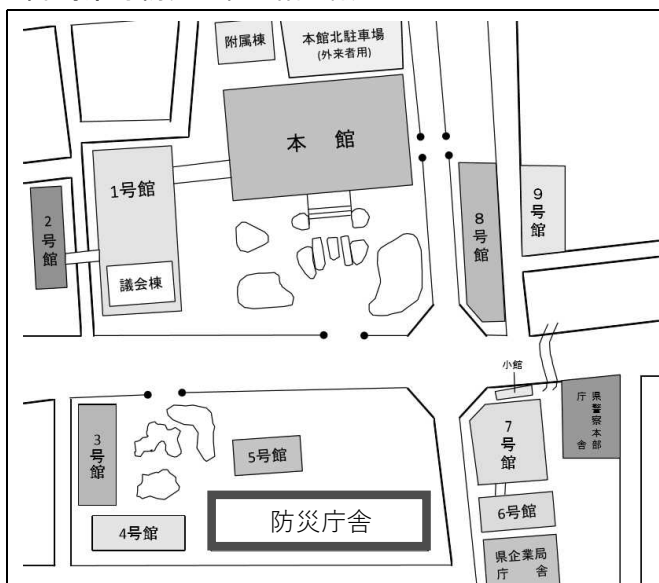 附属棟
本館北駐車場
(外来者用)
本 館
1号館
2号館
議会棟
8号館
9号館
小館
県警察本部
庁舎
3号館
5号館
7号館
防災庁舎
4号館
6号館
県企業局
庁 舎